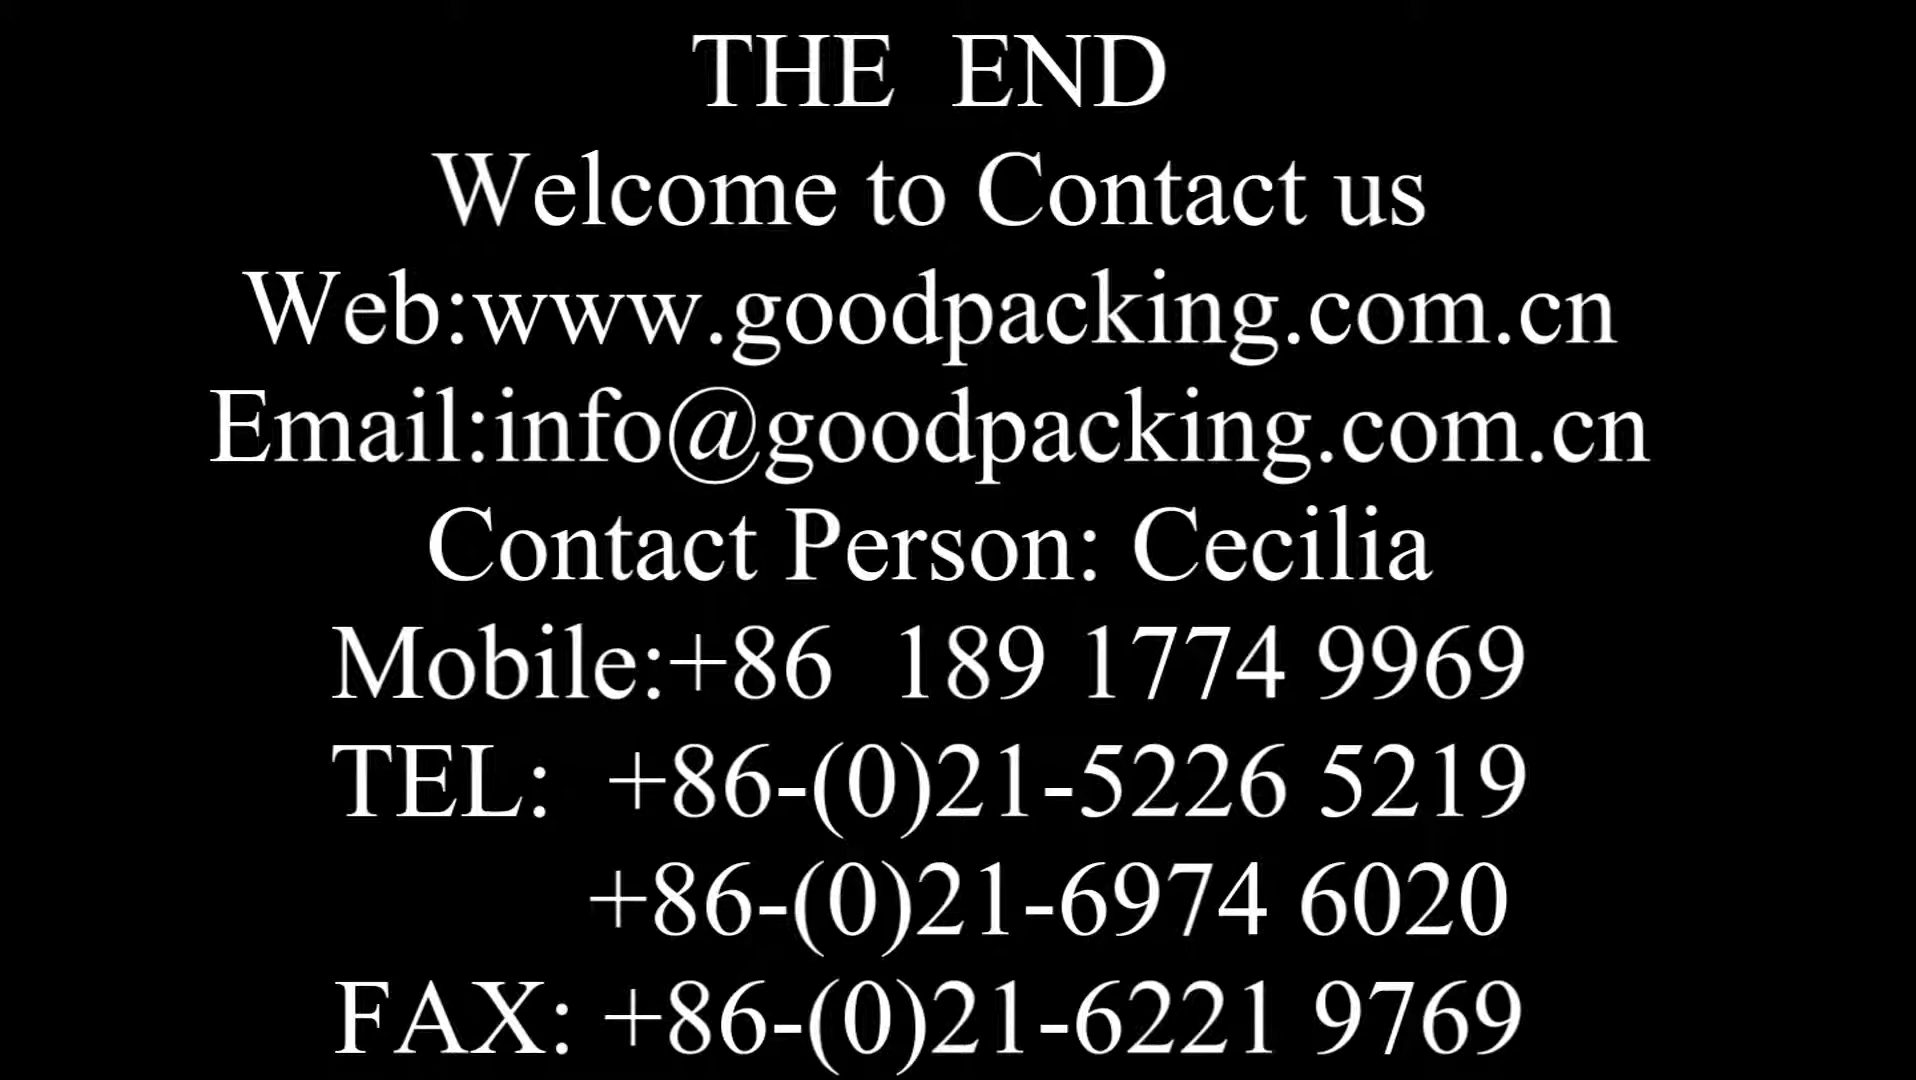 THE END
Welcome to Contact us
Web:www.goodpacking.com.cn
Email:info@goodpacking.com.cn
Contact Person: Cecilia
Mobile:+86 189 1774 9969
TEL: +86-(0)21-5226 5219
+86-(0)21-6974 6020
FAX: +86-(0)21-6221 9769